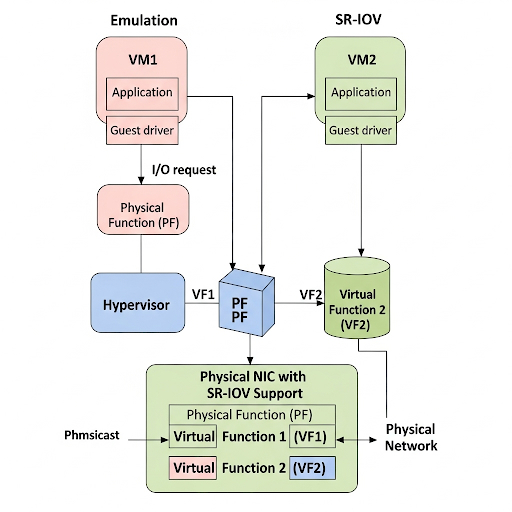 Emulation
SR-IOV
VM1
Application
Guest driver
VM2
Application
Guest driver
I/O request
Physical
Function (PF)
Hypervisor
VF1
PF
PF
VF2
Virtual
Function 2
(VF2)
Physical NIC with
SR-IOV Support
Physical Function (PF)
Virtual Function 1 (VF1)
Virtual Function 2 (VF2)
Phmsicast
Physical
Network